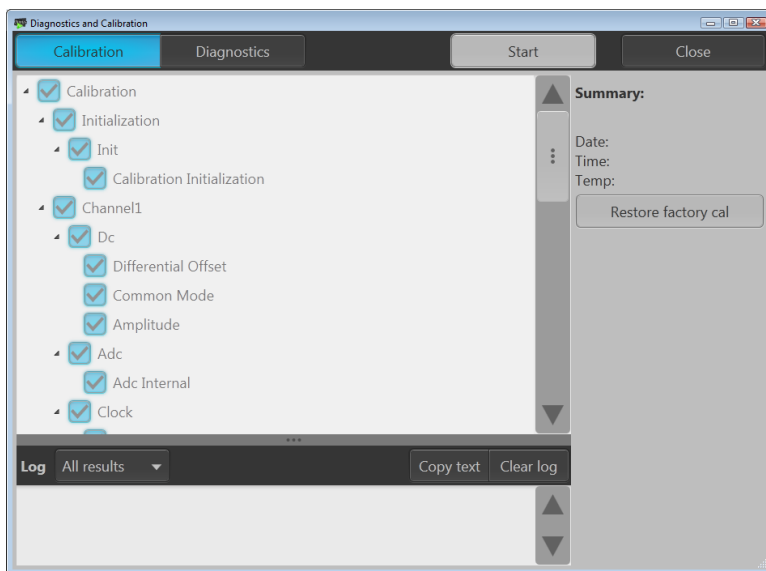 Diagnostics and Calibration
Calibration
Diagnostics
Start
Close
Calibration
Initialization
Init
Calibration Initialization
Channel1
Dc
Differential Offset
Common Mode
Amplitude
Adc
Adc Internal
Clock
Summary:
Date:
Time:
Temp:
Restore factory cal
Log All results
Copy text
Clear log